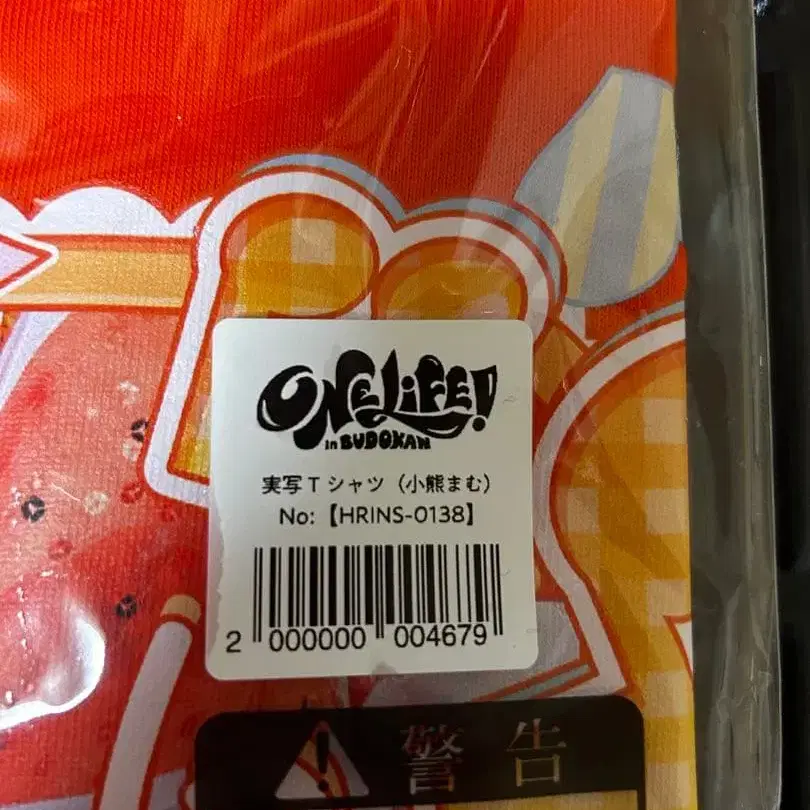 ONE LIFE!
in BUDOKAN
実写Tシャツ（小熊まむ）
No:【HRINS-0138】
2 000000 004679
警告